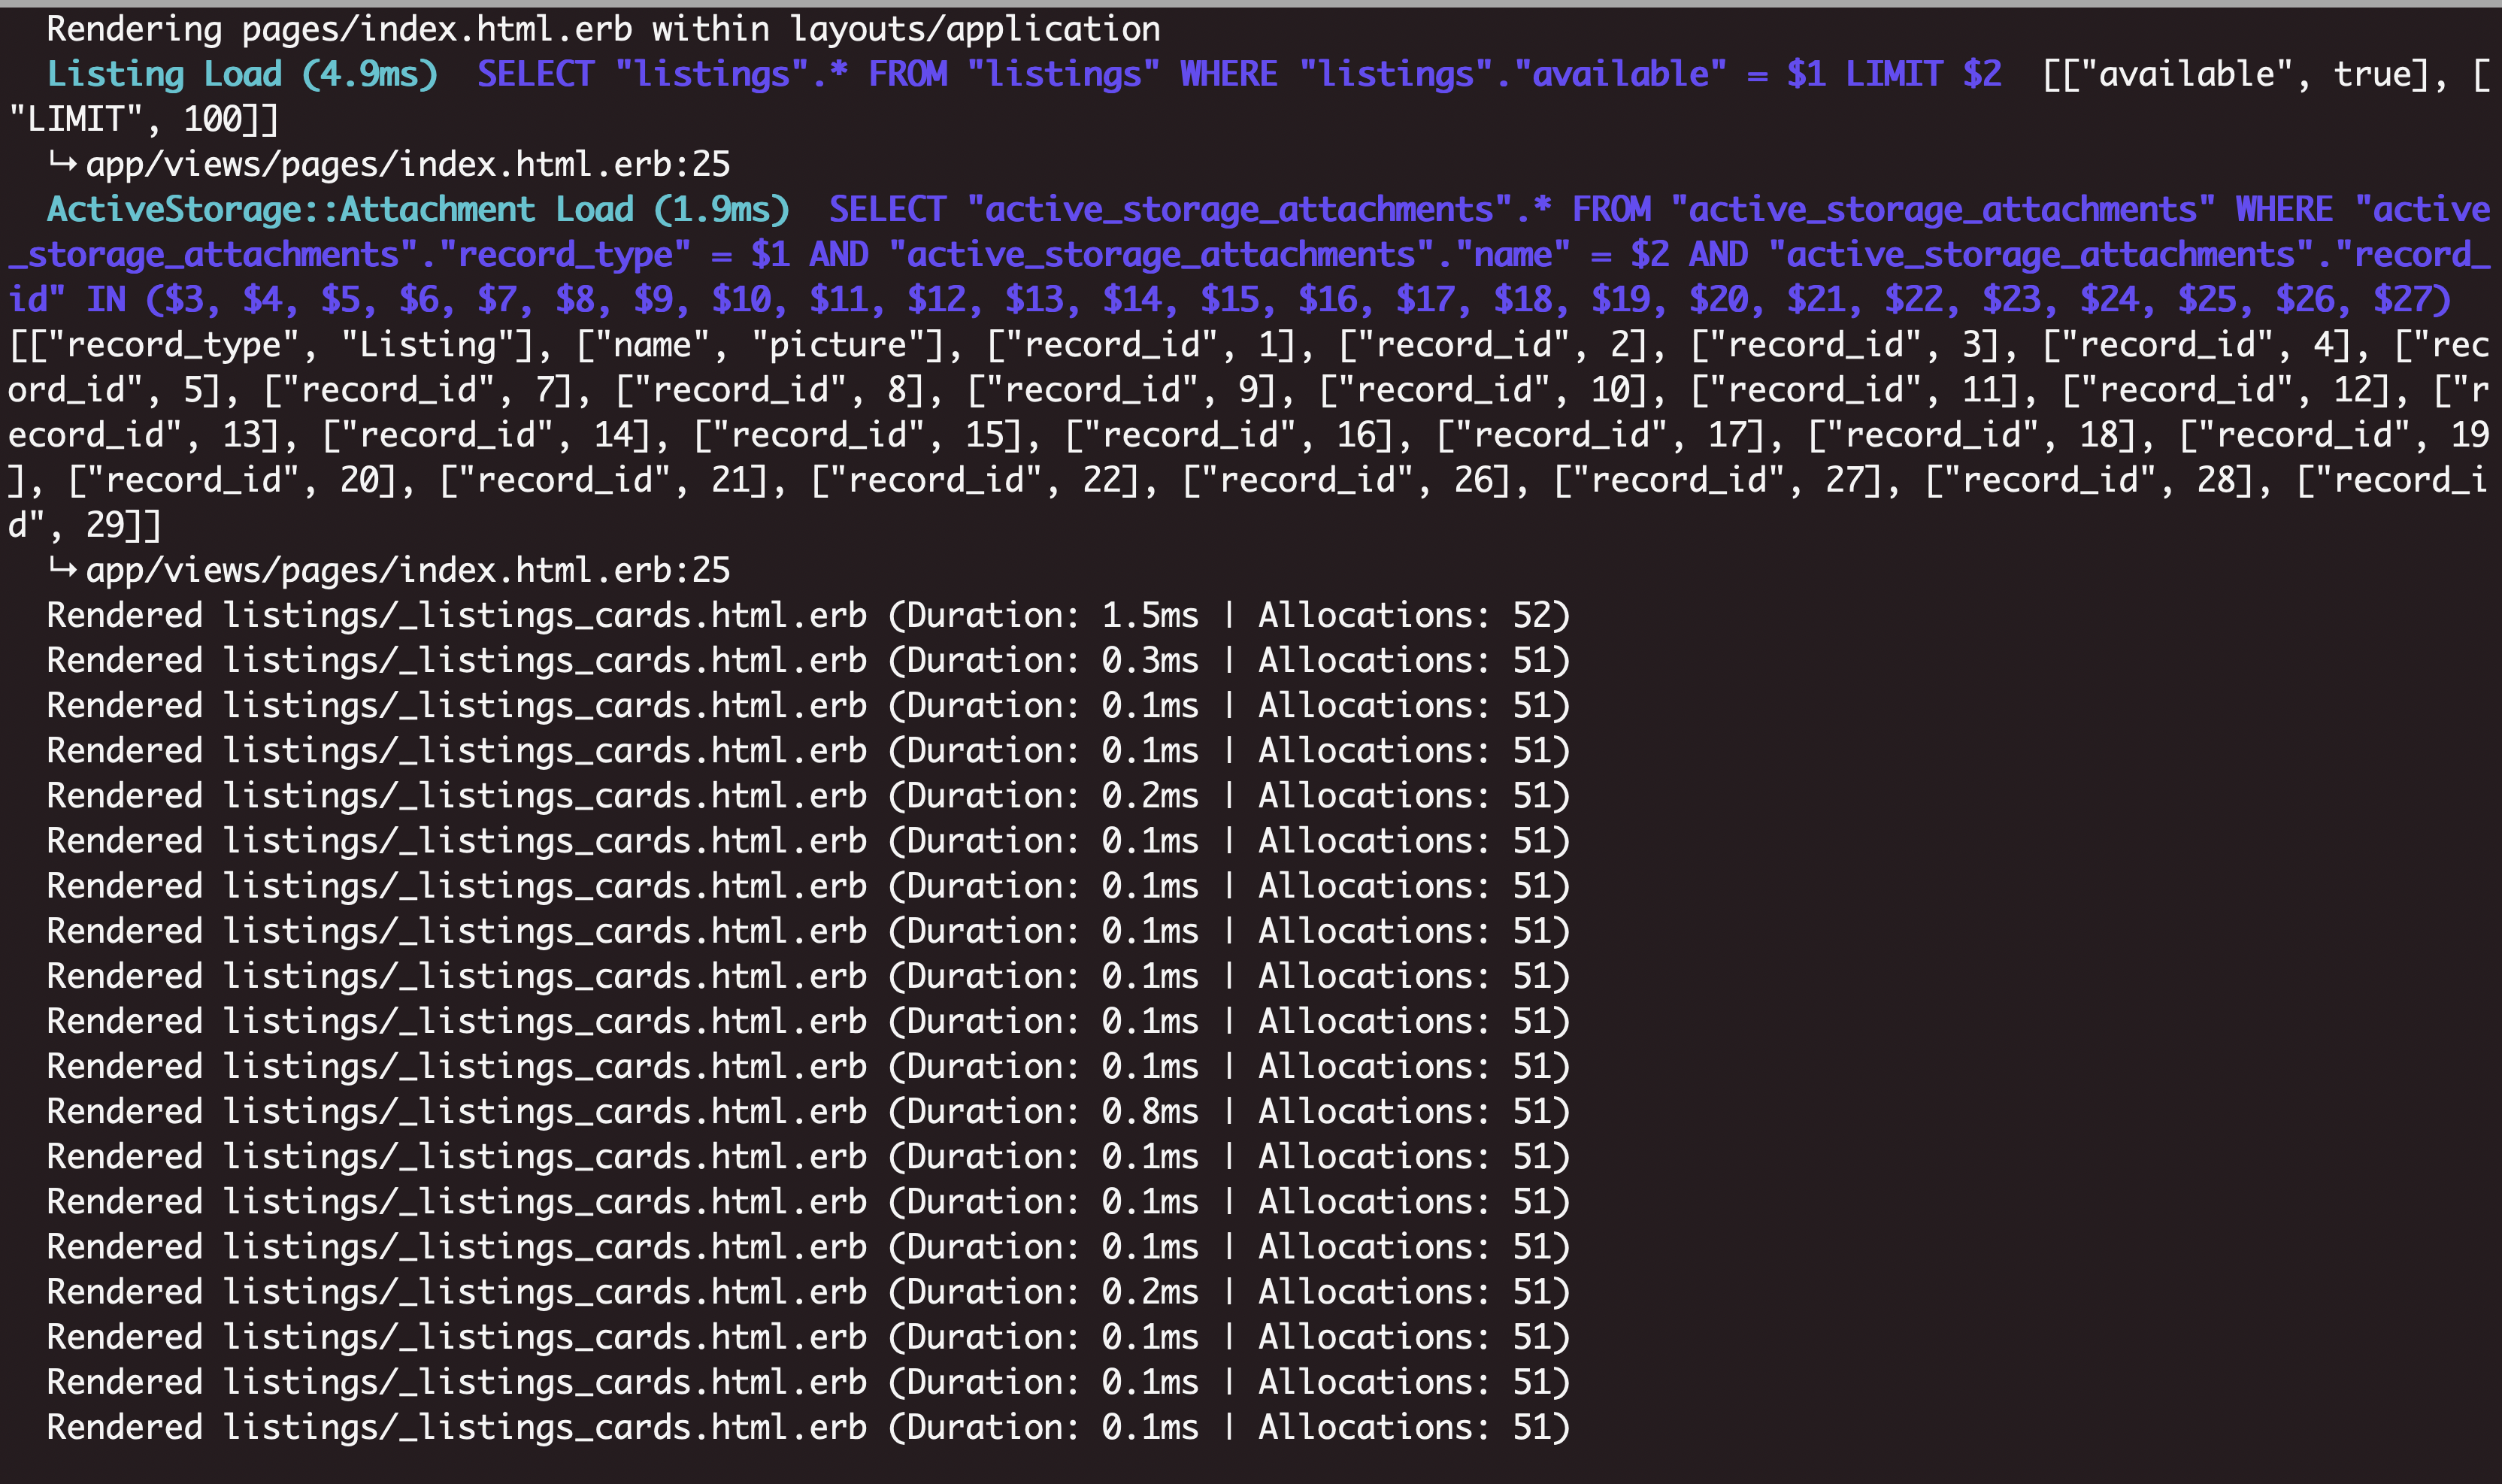 Rendering pages/index.html.erb within layouts/application
Listing Load (4.9ms)  SELECT "listings".* FROM "listings" WHERE "listings"."available" = $1 LIMIT $2  [["available", true], [
"LIMIT", 100]]
↳ app/views/pages/index.html.erb:25
ActiveStorage::Attachment Load (1.9ms)  SELECT "active_storage_attachments".* FROM "active_storage_attachments" WHERE "active
_storage_attachments"."record_type" = $1 AND "active_storage_attachments"."name" = $2 AND "active_storage_attachments"."record_
id" IN ($3, $4, $5, $6, $7, $8, $9, $10, $11, $12, $13, $14, $15, $16, $17, $18, $19, $20, $21, $22, $23, $24, $25, $26, $27)
[["record_type", "Listing"], ["name", "picture"], ["record_id", 1], ["record_id", 2], ["record_id", 3], ["record_id", 4], ["rec
ord_id", 5], ["record_id", 7], ["record_id", 8], ["record_id", 9], ["record_id", 10], ["record_id", 11], ["record_id", 12], ["r
ecord_id", 13], ["record_id", 14], ["record_id", 15], ["record_id", 16], ["record_id", 17], ["record_id", 18], ["record_id", 19
], ["record_id", 20], ["record_id", 21], ["record_id", 22], ["record_id", 26], ["record_id", 27], ["record_id", 28], ["record_i
d", 29]]
↳ app/views/pages/index.html.erb:25
Rendered listings/_listings_cards.html.erb (Duration: 1.5ms | Allocations: 52)
Rendered listings/_listings_cards.html.erb (Duration: 0.3ms | Allocations: 51)
Rendered listings/_listings_cards.html.erb (Duration: 0.1ms | Allocations: 51)
Rendered listings/_listings_cards.html.erb (Duration: 0.1ms | Allocations: 51)
Rendered listings/_listings_cards.html.erb (Duration: 0.2ms | Allocations: 51)
Rendered listings/_listings_cards.html.erb (Duration: 0.1ms | Allocations: 51)
Rendered listings/_listings_cards.html.erb (Duration: 0.1ms | Allocations: 51)
Rendered listings/_listings_cards.html.erb (Duration: 0.1ms | Allocations: 51)
Rendered listings/_listings_cards.html.erb (Duration: 0.1ms | Allocations: 51)
Rendered listings/_listings_cards.html.erb (Duration: 0.1ms | Allocations: 51)
Rendered listings/_listings_cards.html.erb (Duration: 0.1ms | Allocations: 51)
Rendered listings/_listings_cards.html.erb (Duration: 0.8ms | Allocations: 51)
Rendered listings/_listings_cards.html.erb (Duration: 0.1ms | Allocations: 51)
Rendered listings/_listings_cards.html.erb (Duration: 0.1ms | Allocations: 51)
Rendered listings/_listings_cards.html.erb (Duration: 0.1ms | Allocations: 51)
Rendered listings/_listings_cards.html.erb (Duration: 0.2ms | Allocations: 51)
Rendered listings/_listings_cards.html.erb (Duration: 0.1ms | Allocations: 51)
Rendered listings/_listings_cards.html.erb (Duration: 0.1ms | Allocations: 51)
Rendered listings/_listings_cards.html.erb (Duration: 0.1ms | Allocations: 51)